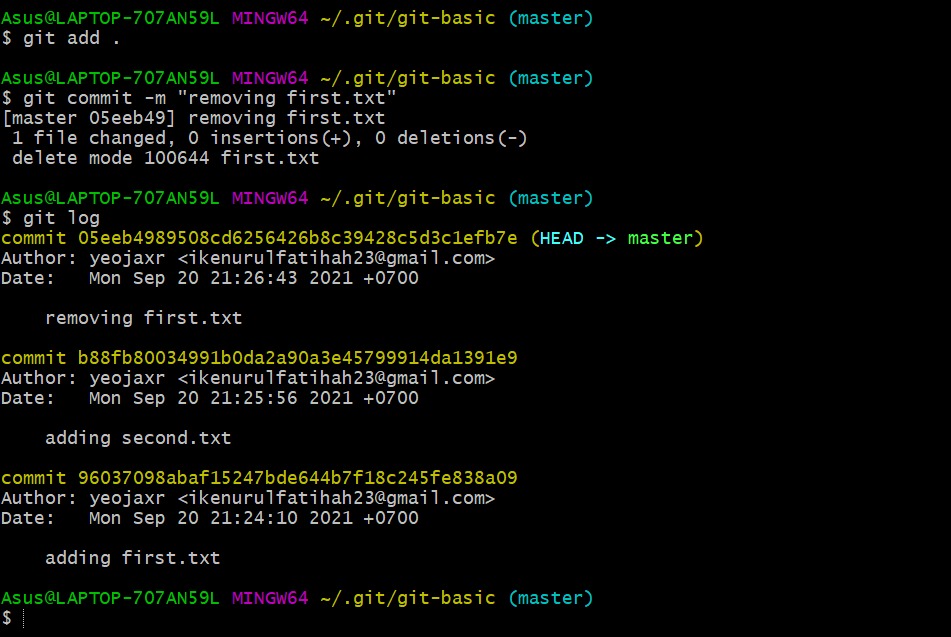 Asus@LAPTOP-707AN59L MINGW64 ~/.git/git-basic (master)
$ git add .
Asus@LAPTOP-707AN59L MINGW64 ~/.git/git-basic (master)
$ git commit -m "removing first.txt"
[master 05eeb49] removing first.txt
 1 file changed, 0 insertions(+), 0 deletions(-)
 delete mode 100644 first.txt
Asus@LAPTOP-707AN59L MINGW64 ~/.git/git-basic (master)
$ git log
commit 05eeb4989508cd6256426b8c39428c5d3c1efb7e (HEAD -> master)
Author: yeojaxr <ikenurulfatihah23@gmail.com>
Date:   Mon Sep 20 21:26:43 2021 +0700
    removing first.txt
commit b88fb80034991b0da2a90a3e45799914da1391e9
Author: yeojaxr <ikenurulfatihah23@gmail.com>
Date:   Mon Sep 20 21:25:56 2021 +0700
    adding second.txt
commit 96037098abaf15247bde644b7f18c245fe838a09
Author: yeojaxr <ikenurulfatihah23@gmail.com>
Date:   Mon Sep 20 21:24:10 2021 +0700
    adding first.txt
Asus@LAPTOP-707AN59L MINGW64 ~/.git/git-basic (master)
$